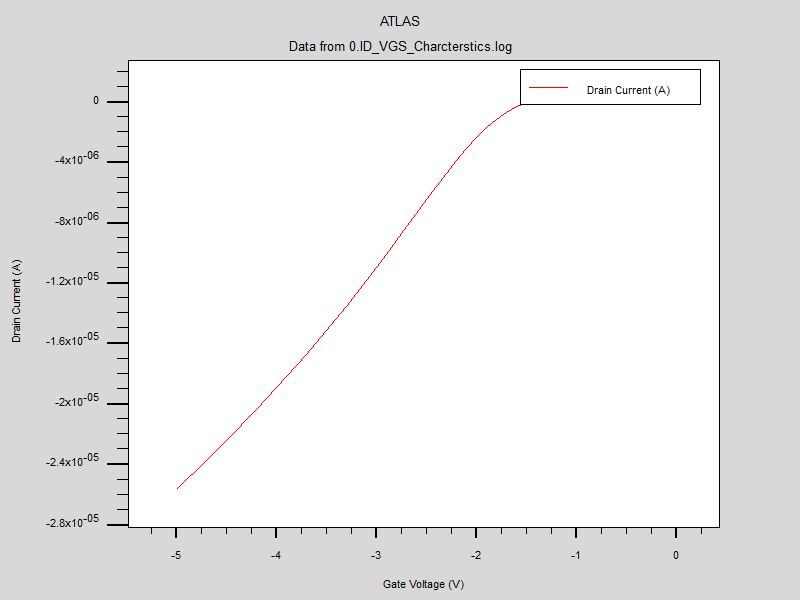 ATLAS
Data from 0.ID_VGS_Charcterstics.log
Drain Current (A)
0
-4x10-06
-8x10-06
-1.2x10-05
-1.6x10-05
-2x10-05
-2.4x10-05
-2.8x10-05
Drain Current (A)
-5 -4 -3 -2 -1 0
Gate Voltage (V)